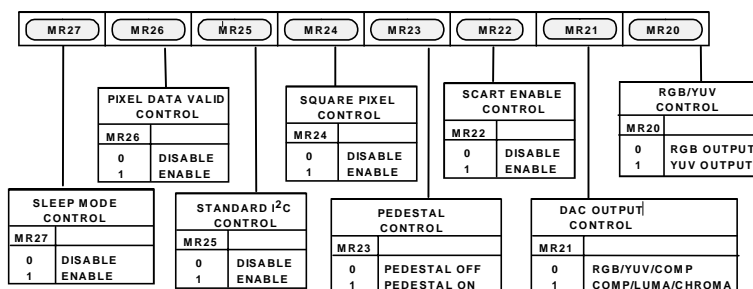 MR27 MR26 MR25 MR24 MR23 MR22 MR21 MR20
PIXEL DATA VALID
CONTROL
MR26
0 DISABLE
1 ENABLE
SQUARE PIXEL
CONTROL
MR24
0 DISABLE
1 ENABLE
SCART ENABLE
CONTROL
MR22
0 DISABLE
1 ENABLE
RGB/YUV
CONTROL
MR20
0 RGB OUTPUT
1 YUV OUTPUT
SLEEP MODE
CONTROL
MR27
0 DISABLE
1 ENABLE
STANDARD I²C
CONTROL
MR25
0 DISABLE
1 ENABLE
PEDESTAL
CONTROL
MR23
0 PEDESTAL OFF
1 PEDESTAL ON
DAC OUTPUT
CONTROL
MR21
0 RGB/YUV/COMP
1 COMP/LUMA/CHROMA